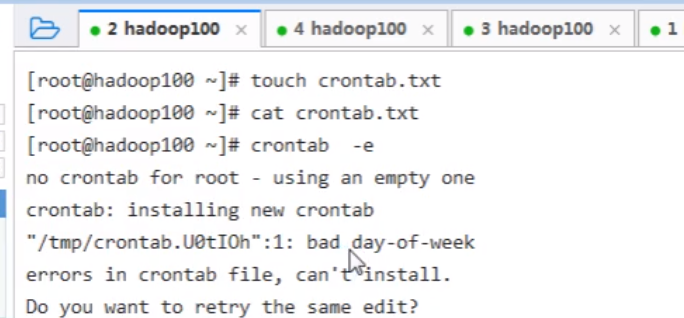 2 hadoop100 × 4 hadoop100 × 3 hadoop100 × 1
[root@hadoop100 ~]# touch crontab.txt
[root@hadoop100 ~]# cat crontab.txt
[root@hadoop100 ~]# crontab  -e
no crontab for root - using an empty one
crontab: installing new crontab
"/tmp/crontab.U0tIOh":1: bad day-of-week
errors in crontab file, can't install.
Do you want to retry the same edit?